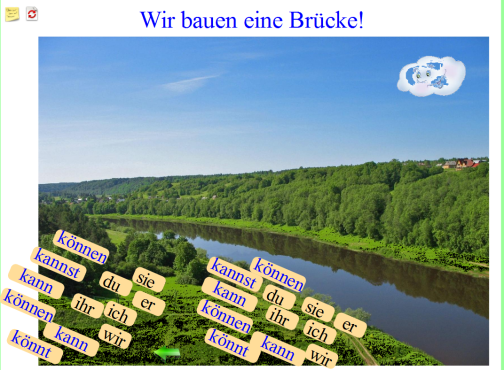 Wir bauen eine Brücke!
können
kannst
kann
können
könnt
kann
sie
du
er
ihr
ich
wir
kannst
können
kann
können
könnt
kann
du
sie
ihr
er
ich
wir